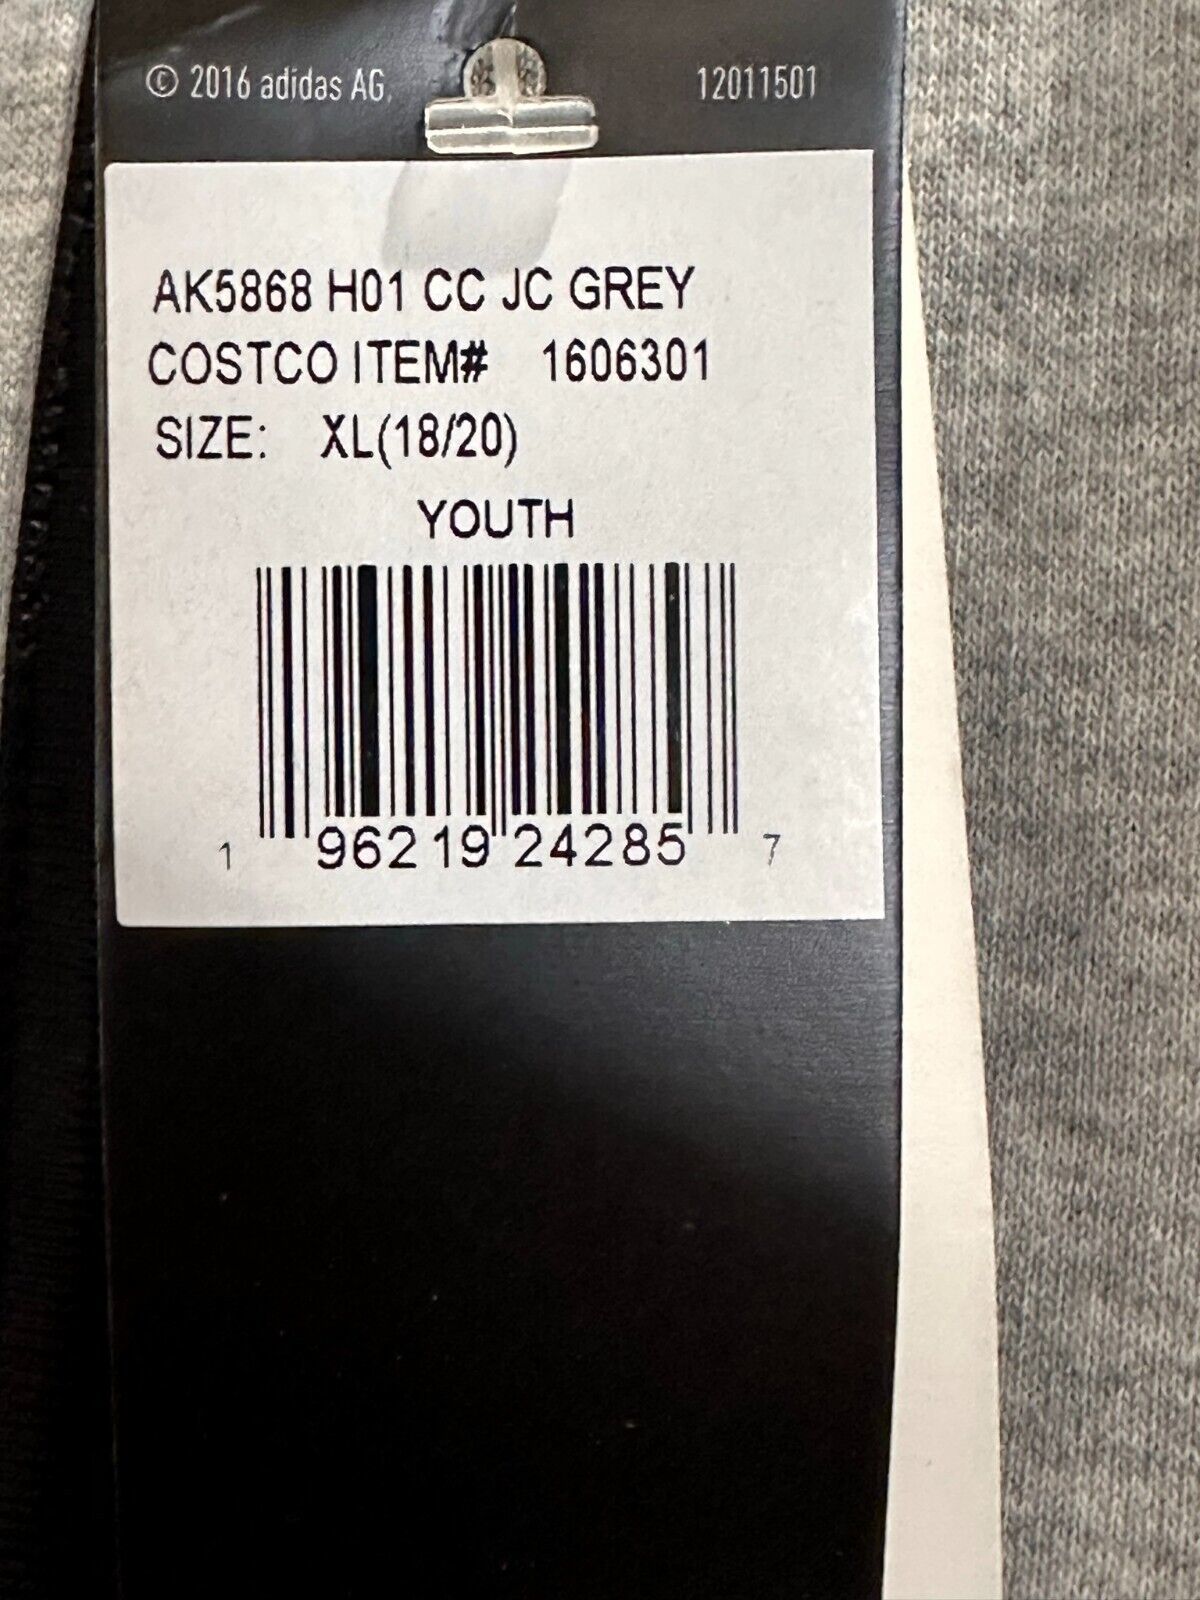 © 2016 adidas AG. 12011501
AK5868 H01 CC JC GREY
COSTCO ITEM# 1606301
SIZE: XL(18/20)
YOUTH
1 96219 24285 7